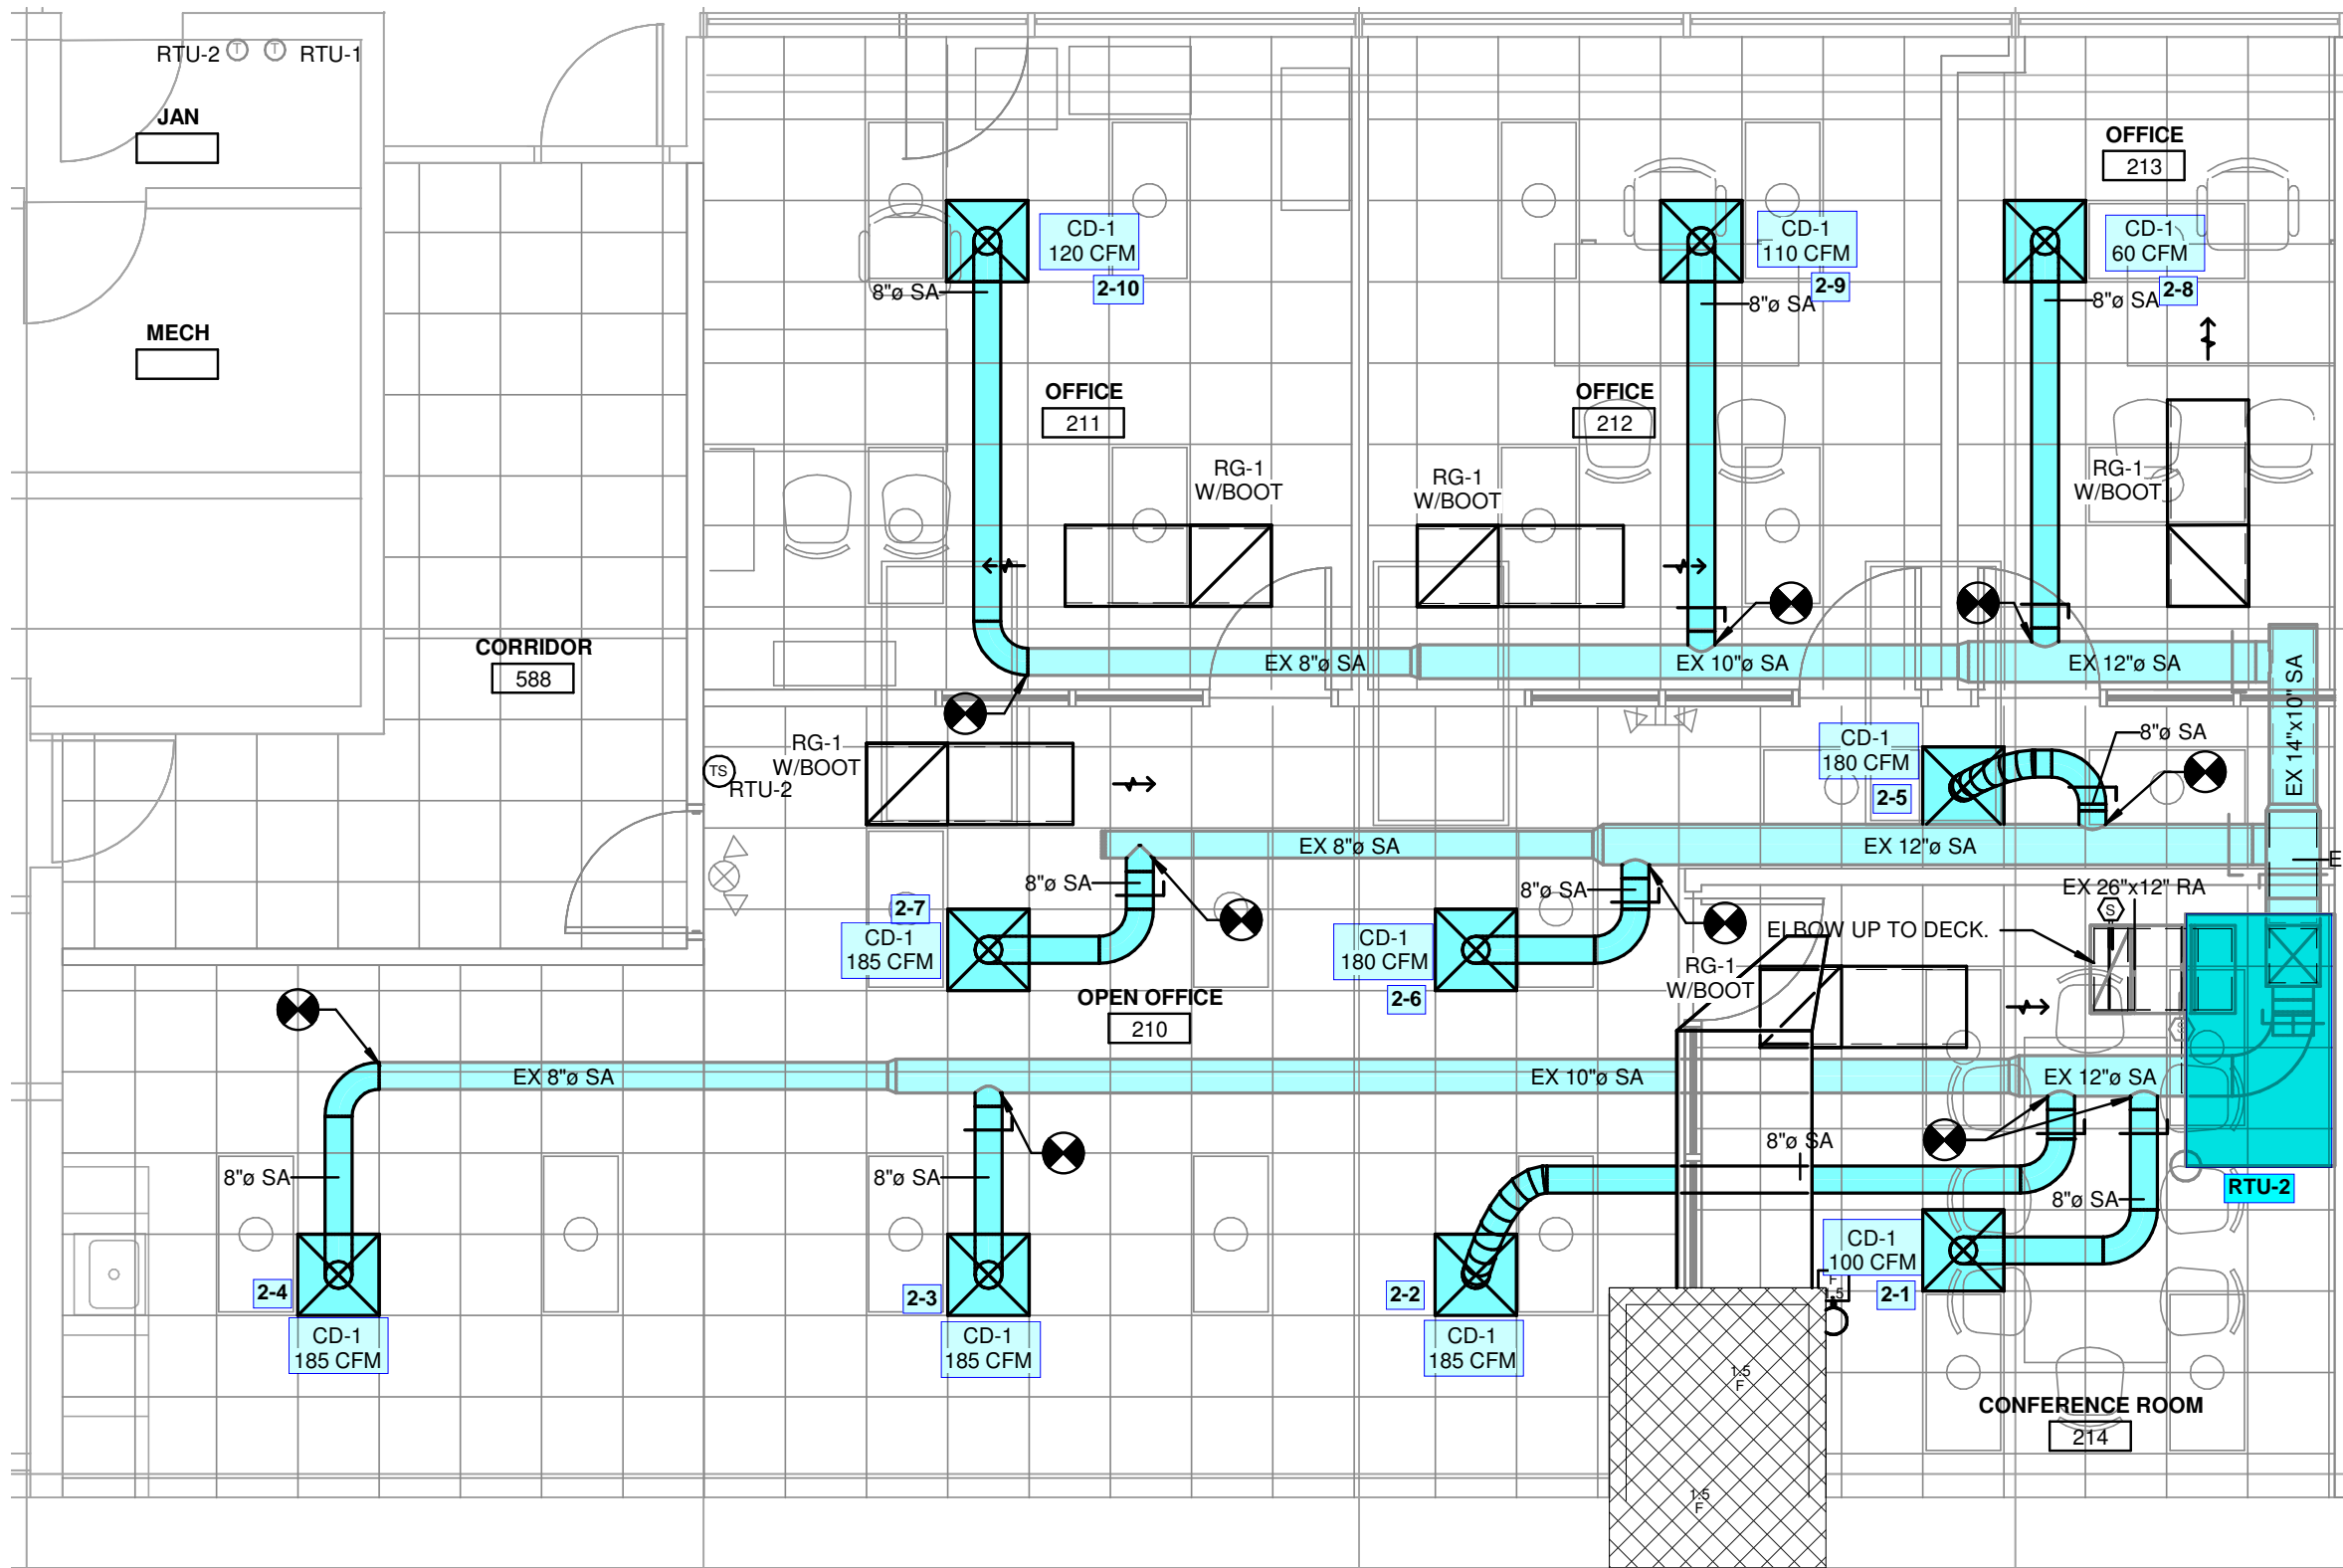 RTU-2
T
T
RTU-1
JAN
MECH
CORRIDOR
588
CD-1
120 CFM
2-10
8"ø SA
OFFICE
211
RG-1
W/BOOT
CD-1
110 CFM
2-9
8"ø SA
OFFICE
212
RG-1
W/BOOT
OFFICE
213
CD-1
60 CFM
2-8
8"ø SA
RG-1
W/BOOT
EX 8"ø SA
EX 10"ø SA
EX 12"ø SA
EX 14"x10" SA
TS
RTU-2
RG-1
W/BOOT
CD-1
180 CFM
2-5
8"ø SA
EX 8"ø SA
EX 12"ø SA
E
8"ø SA
2-7
CD-1
185 CFM
8"ø SA
CD-1
180 CFM
2-6
EX 26"x12" RA
S
ELBOW UP TO DECK.
RG-1
W/BOOT
S
OPEN OFFICE
210
EX 8"ø SA
EX 10"ø SA
EX 12"ø SA
8"ø SA
2-4
CD-1
185 CFM
8"ø SA
2-3
CD-1
185 CFM
8"ø SA
2-2
CD-1
185 CFM
8"ø SA
RTU-2
CD-1
100 CFM
2-1
F
1.5
F
1.5
F
CONFERENCE ROOM
214